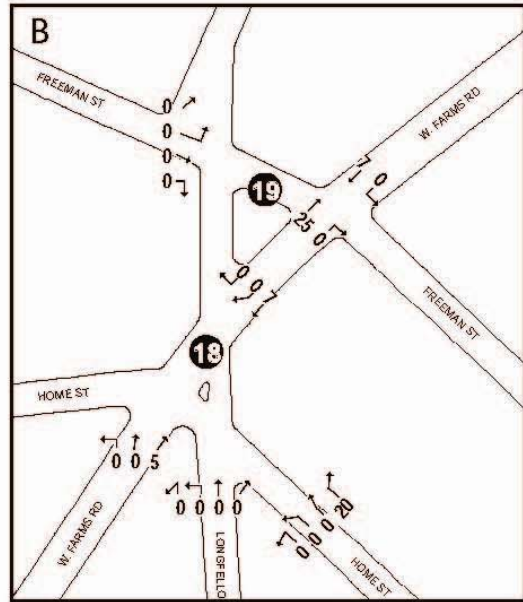 B
FREEMAN ST
W. FARMS RD
0
0
0
0
7 0
19
25 0
0 0 7
FREEMAN ST
18
HOME ST
0 0 5
0 0 0 0
0 0 0 20
W. FARMS RD
LONGFELLO
HOME ST